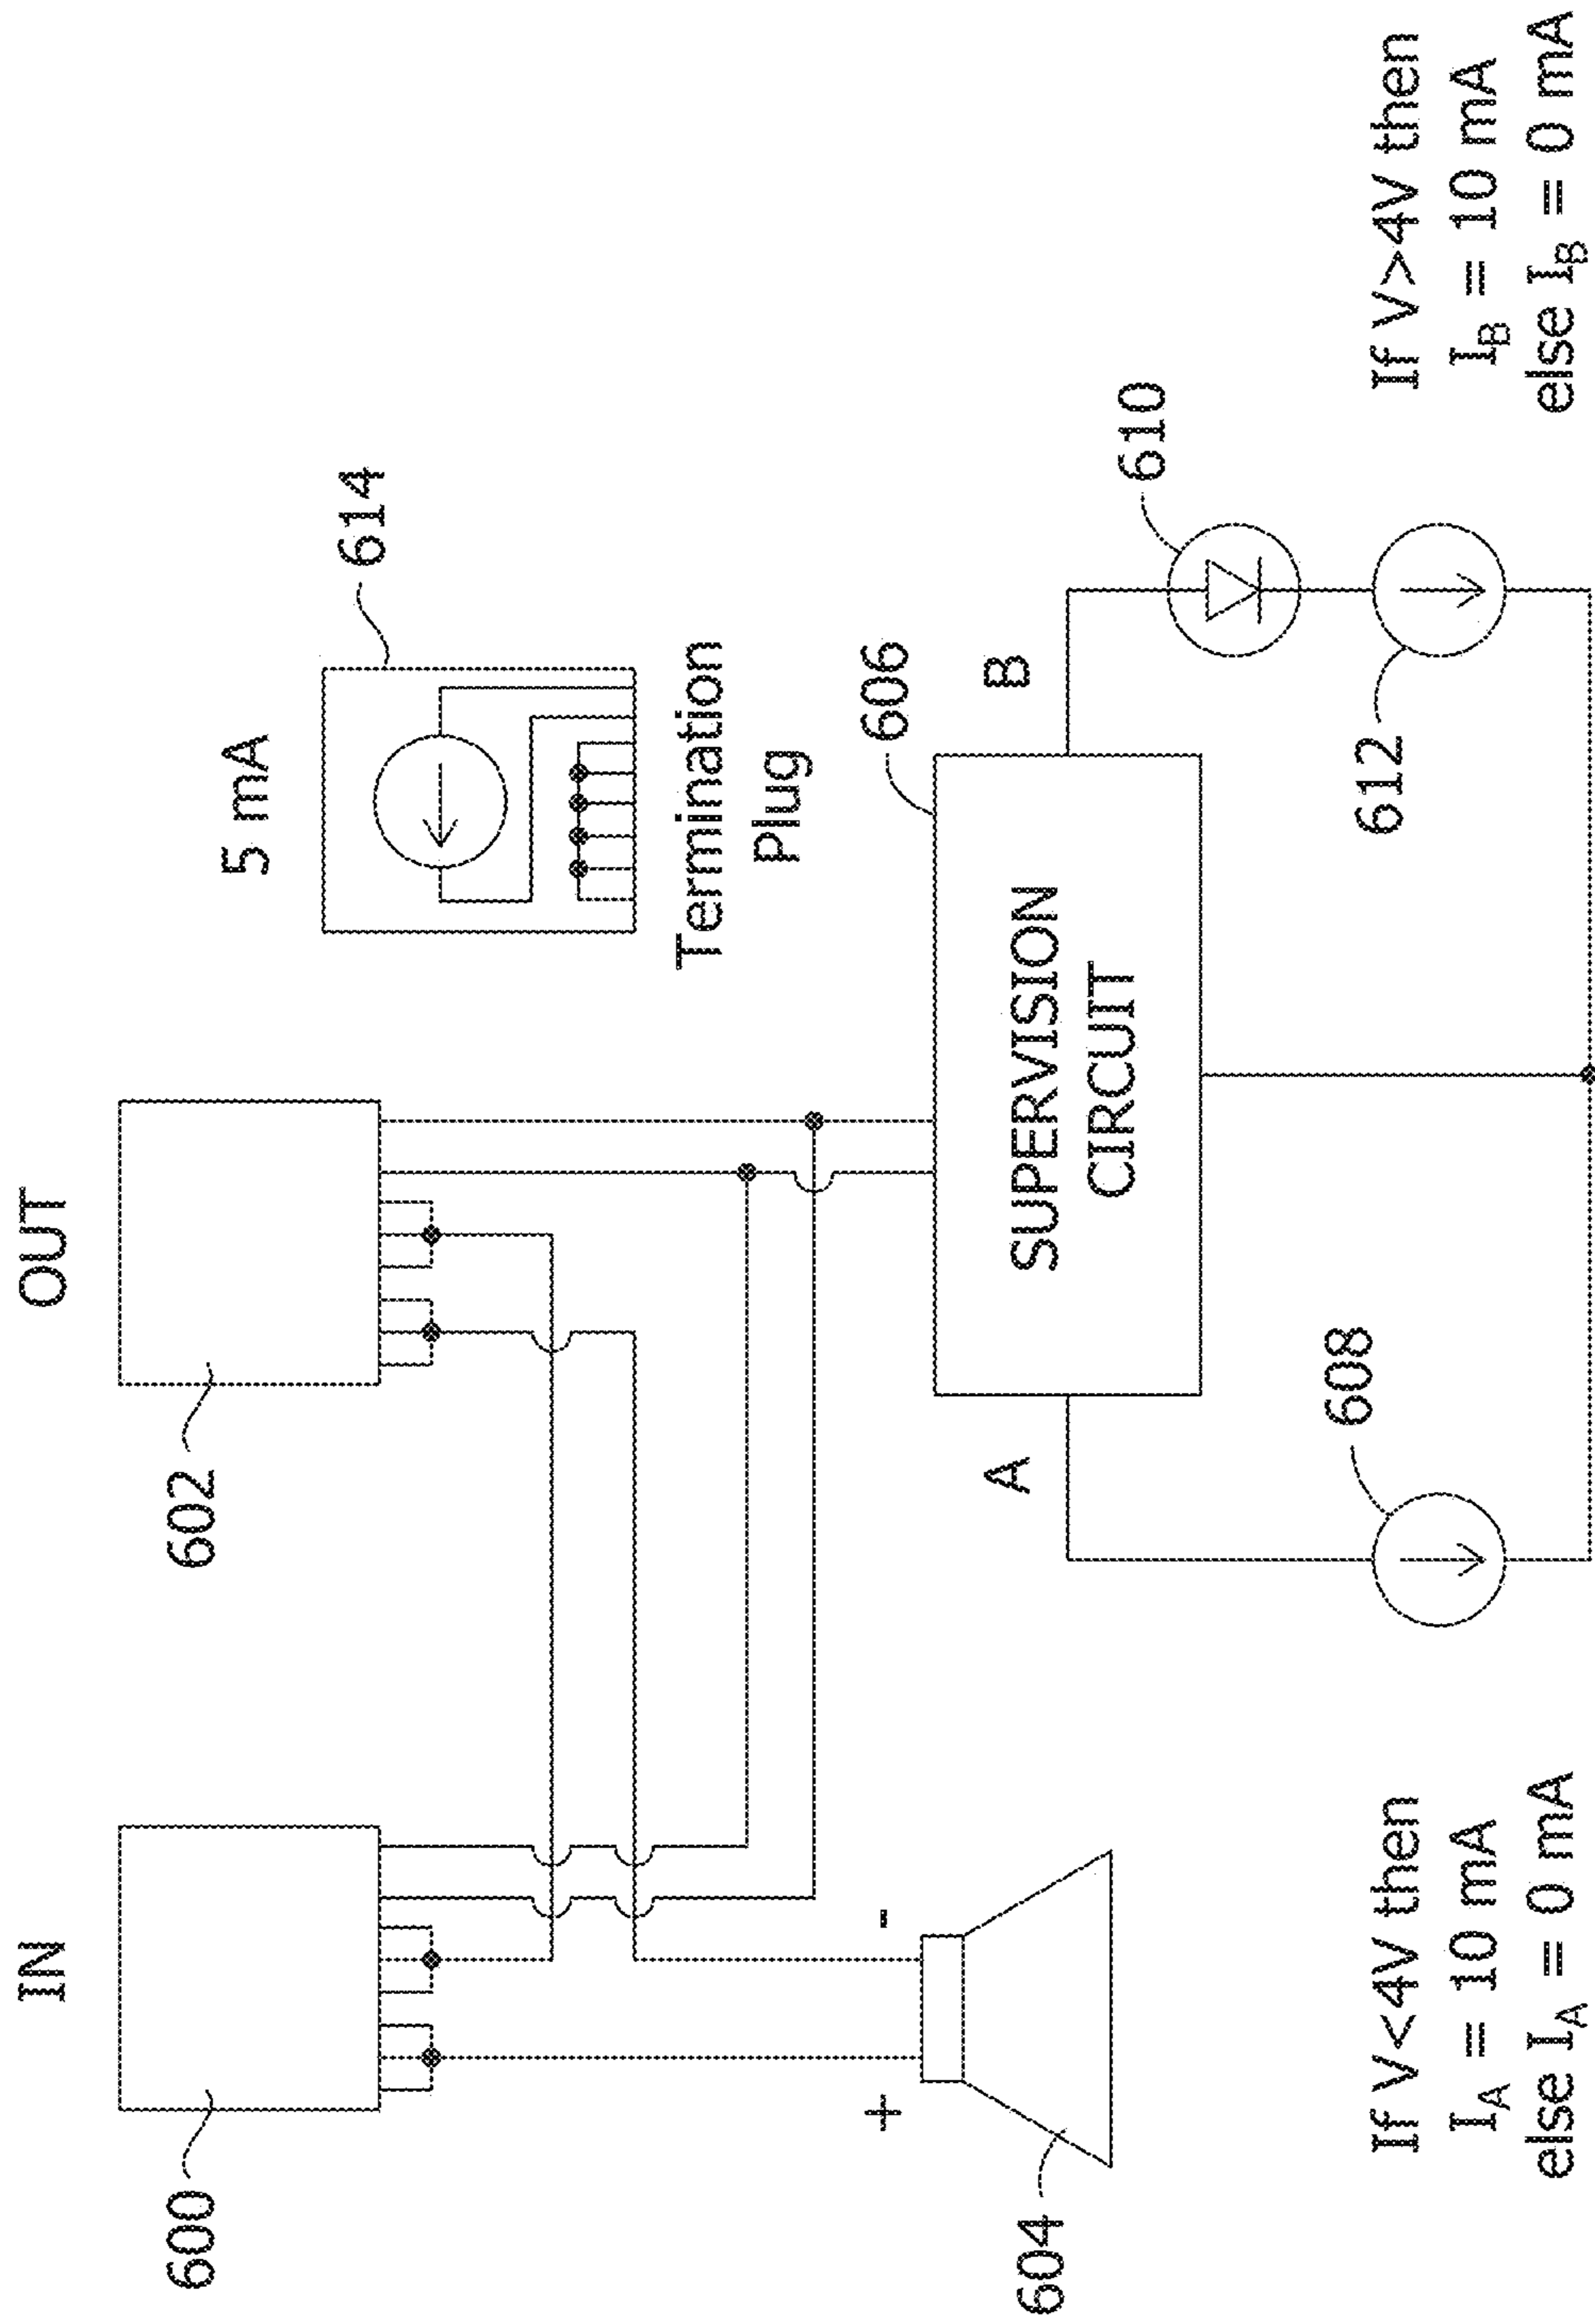 IN
OUT
600
602
5 mA
614
Termination
Plug
604
+
-
606
SUPERVISION
CIRCUIT
A
B
608
610
612
If V<4V then
I_A = 10 mA
else I_A = 0 mA
If V>4V then
I_B = 10 mA
else I_B = 0 mA